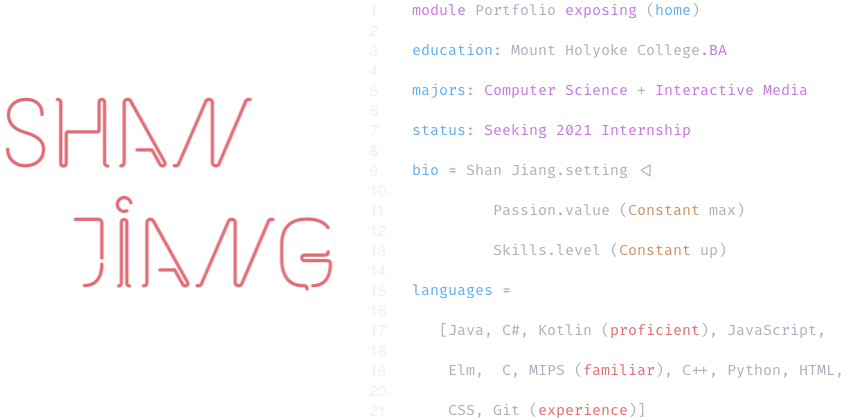 SHAN
JIANG
1 module Portfolio exposing (home)
2
3 education: Mount Holyoke College.BA
4
5 majors: Computer Science + Interactive Media
6
7 status: Seeking 2021 Internship
8
9 bio = Shan Jiang.setting <|
10
11 Passion.value (Constant max)
12
13 Skills.level (Constant up)
14
15 languages =
16
17 [Java, C#, Kotlin (proficient), JavaScript,
18
19 Elm, C, MIPS (familiar), C++, Python, HTML,
20
21 CSS, Git (experience)]